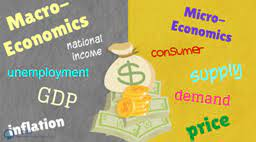 Macro-
Economics
national
income
unemployment
GDP
inflation
$
Micro-
Economics
consumer
supply
demand
price